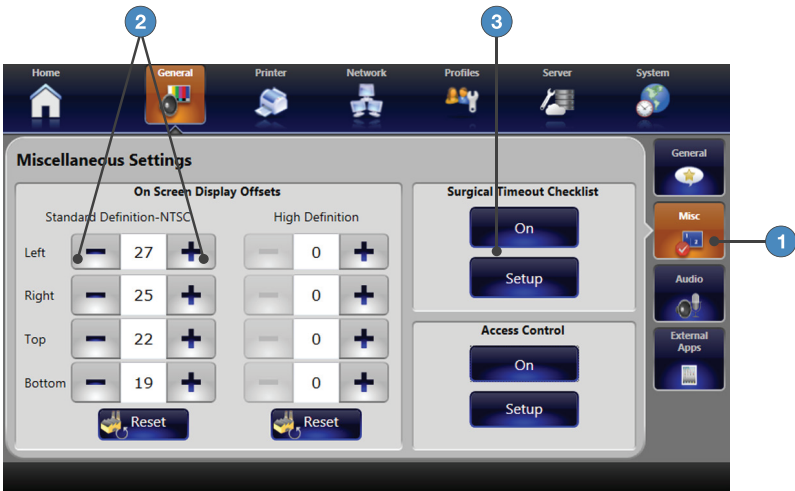 2
3
Home General Printer Network Profiles Server System
Miscellaneous Settings
On Screen Display Offsets
Standard Definition-NTSC High Definition
Left 27 0
Right 25 0
Top 22 0
Bottom 19 0
Reset Reset
Surgical Timeout Checklist
On
Setup
Access Control
On
Setup
General
Misc
1 2
1
Audio
External
Apps